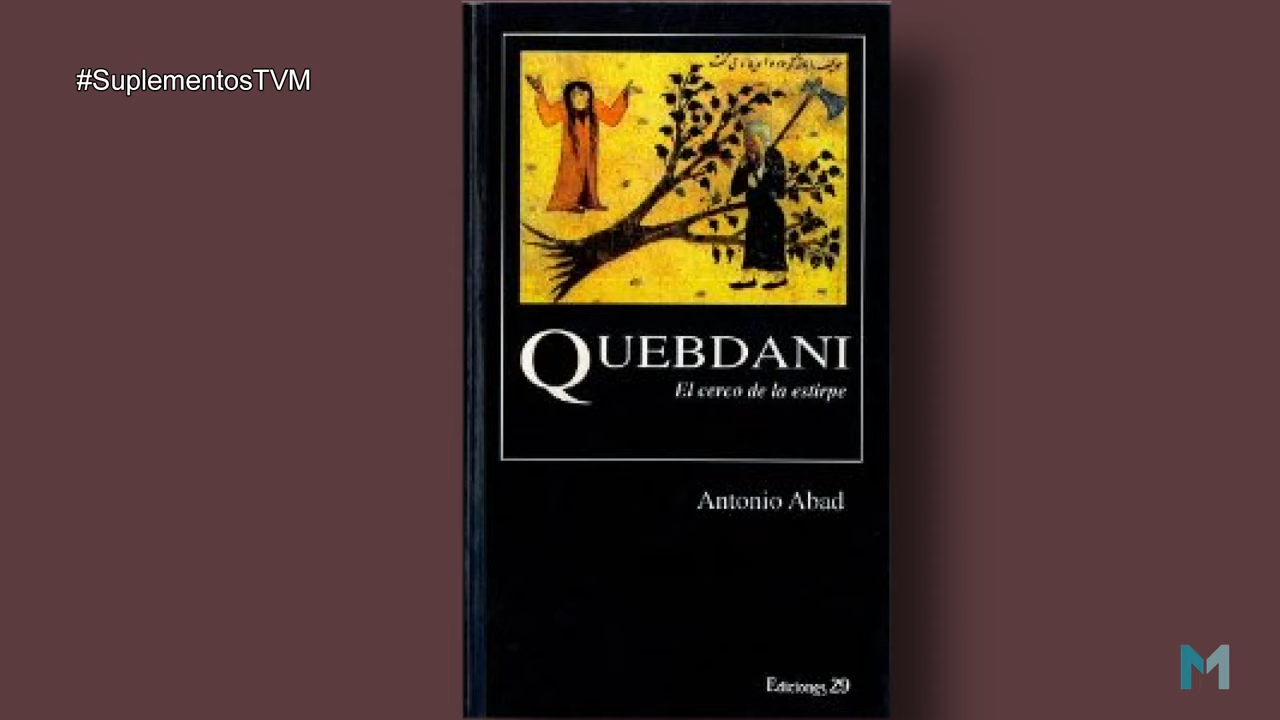 #SuplementosTVM
QUEBDANI
El cerco de la estirpe
Antonio Abad
Ediciones 29